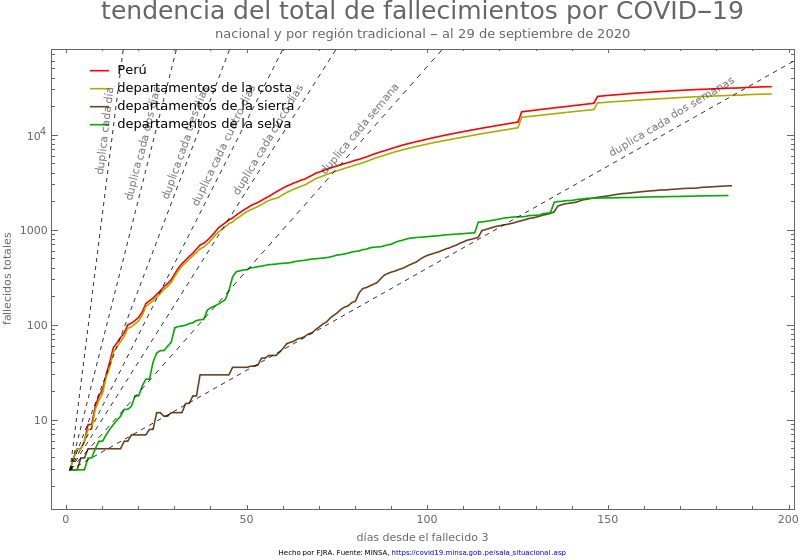 tendencia del total de fallecimientos por COVID−19
nacional y por región tradicional − al 29 de septiembre de 2020
Perú
departamentos de la costa
departamentos de la sierra
departamentos de la selva
duplica cada día
duplica cada dos días
duplica cada tres días
duplica cada cuatro días
duplica cada cinco días
duplica cada semana
duplica cada dos semanas
fallecidos totales
10^4
1000
100
10
0 50 100 150 200
días desde el fallecido 3
Hecho por FJRA. Fuente: MINSA, https://covid19.minsa.gob.pe/sala_situacional.asp